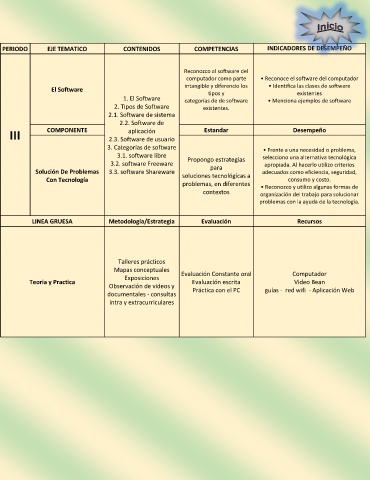 Inicio
PERIODO EJE TEMATICO CONTENIDOS COMPETENCIAS INDICADORES DE DESEMPEÑO
III
El Software
1. El Software
2. Tipos de Software
2.1. Software de sistema
2.2. Software de
aplicación
2.3. Software de usuario
3. Categorías de software
3.1. software libre
3.2. software Freeware
3.3. software Shareware
Reconozco al software del
computador como parte
intangible y diferencio los
tipos y
categorías de de software
existentes.
• Reconoce el software del computador
• Identifica las clases de software
existentes
• Menciona ejemplos de software
COMPONENTE Estandar Desempeño
Solución De Problemas
Con Tecnología
Propongo estrategias
para
soluciones tecnológicas a
problemas, en diferentes
contextos
• Frente a una necesidad o problema,
selecciono una alternativa tecnológica
apropiada. Al hacerlo utilizo criterios
adecuados como eficiencia, seguridad,
consumo y costo.
• Reconozco y utilizo algunas formas de
organización del trabajo para solucionar
problemas con la ayuda de la tecnología.
LINEA GRUESA Metodología/Estrategia Evaluación Recursos
Teoria y Practica
Talleres prácticos
Mapas conceptuales
Exposiciones
Observación de videos y
documentales - consultas
intra y extracurriculares
Evaluación Constante oral
Evaluación escrita
Práctica con el PC
Computador
Video Bean
guías - red wifi - Aplicación Web